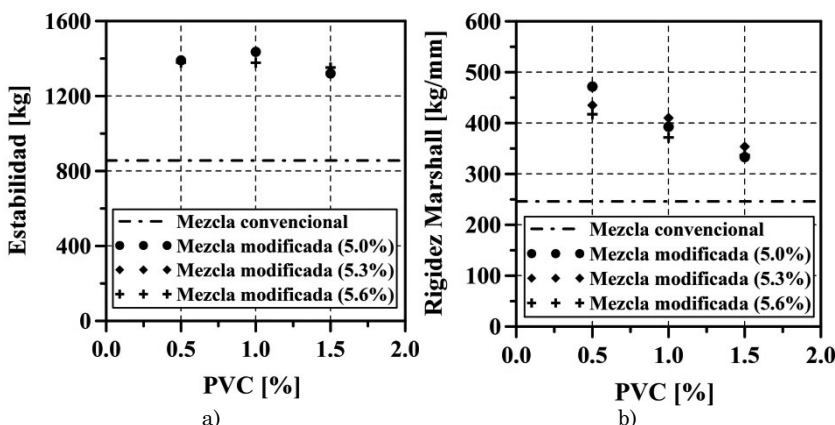 1600
1200
800
400
0
Estabilidad [kg]
Mezcla convencional
Mezcla modificada (5.0%)
Mezcla modificada (5.3%)
Mezcla modificada (5.6%)
0.0 0.5 1.0 1.5 2.0
PVC [%]
a)
600
500
400
300
200
100
0
Rigidez Marshall [kg/mm]
Mezcla convencional
Mezcla modificada (5.0%)
Mezcla modificada (5.3%)
Mezcla modificada (5.6%)
0.0 0.5 1.0 1.5 2.0
PVC [%]
b)